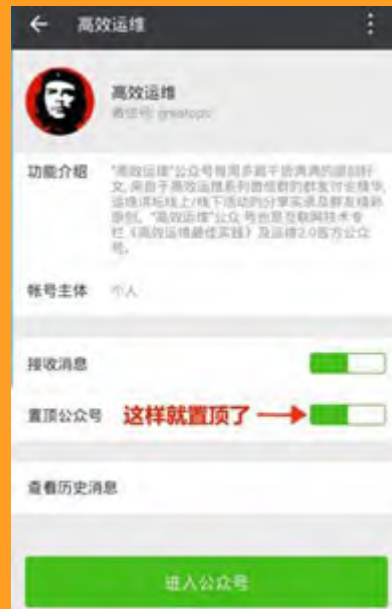 高效运维
高效运维
微信号: greatops
功能介绍
"高效运维"公众号每周多篇干货满满的原创好
文,来自于高效运维系列微信群的群友讨论精华、
运维讲坛线上/线下活动的分享实录及群友精彩
原创。"高效运维"公众号也是互联网技术专
栏《高效运维最佳实践》及运维2.0官方公众
号。
帐号主体 个人
接收消息
置顶公众号 这样就置顶了
查看历史消息
进入公众号